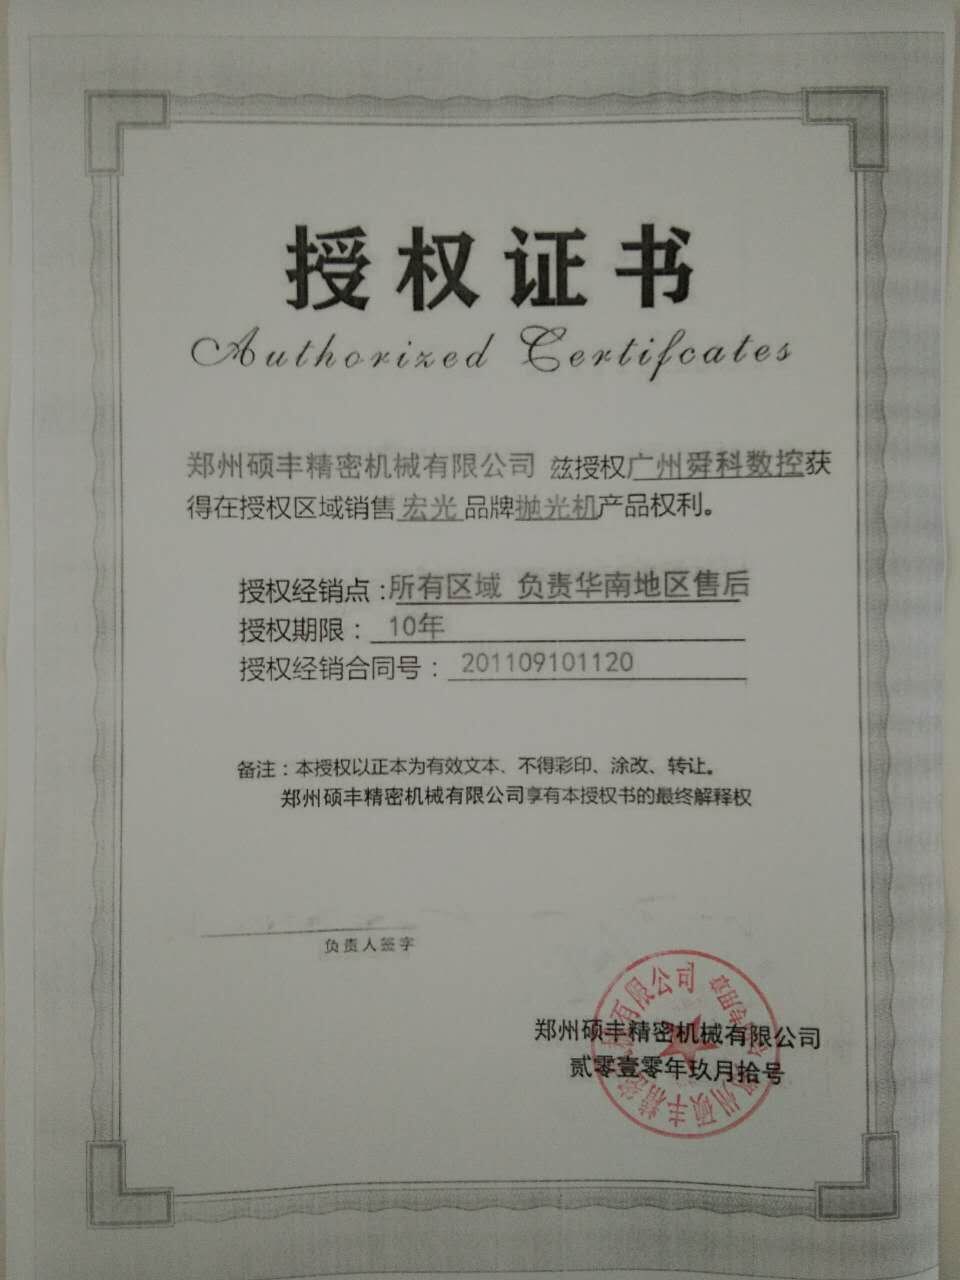 授权证书
Authorized Certifcates
郑州硕丰精密机械有限公司 兹授权广州舜科数控获
得在授权区域销售宏光品牌抛光机产品权利。
授权经销点:所有区域 负责华南地区售后
授权期限: 10年
授权经销合同号: 201109101120
备注:本授权以正本为有效文本、不得彩印、涂改、转让。
郑州硕丰精密机械有限公司享有本授权书的最终解释权
负责人签字
郑州硕丰精密机械有限公司
贰零壹零年玖月拾号